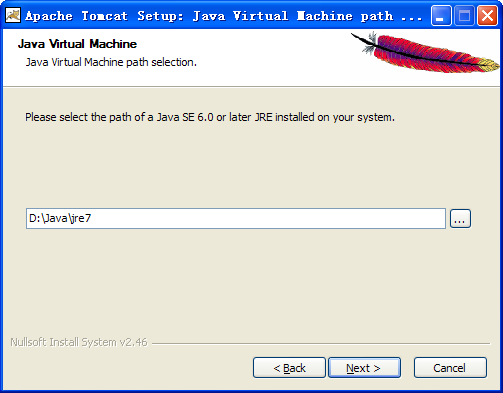 Apache Tomcat Setup: Java Virtual Machine path ...
Java Virtual Machine
Java Virtual Machine path selection.
Please select the path of a Java SE 6.0 or later JRE installed on your system.
D:\Java\jre7
...
Nullsoft Install System v2.46
< Back
Next >
Cancel